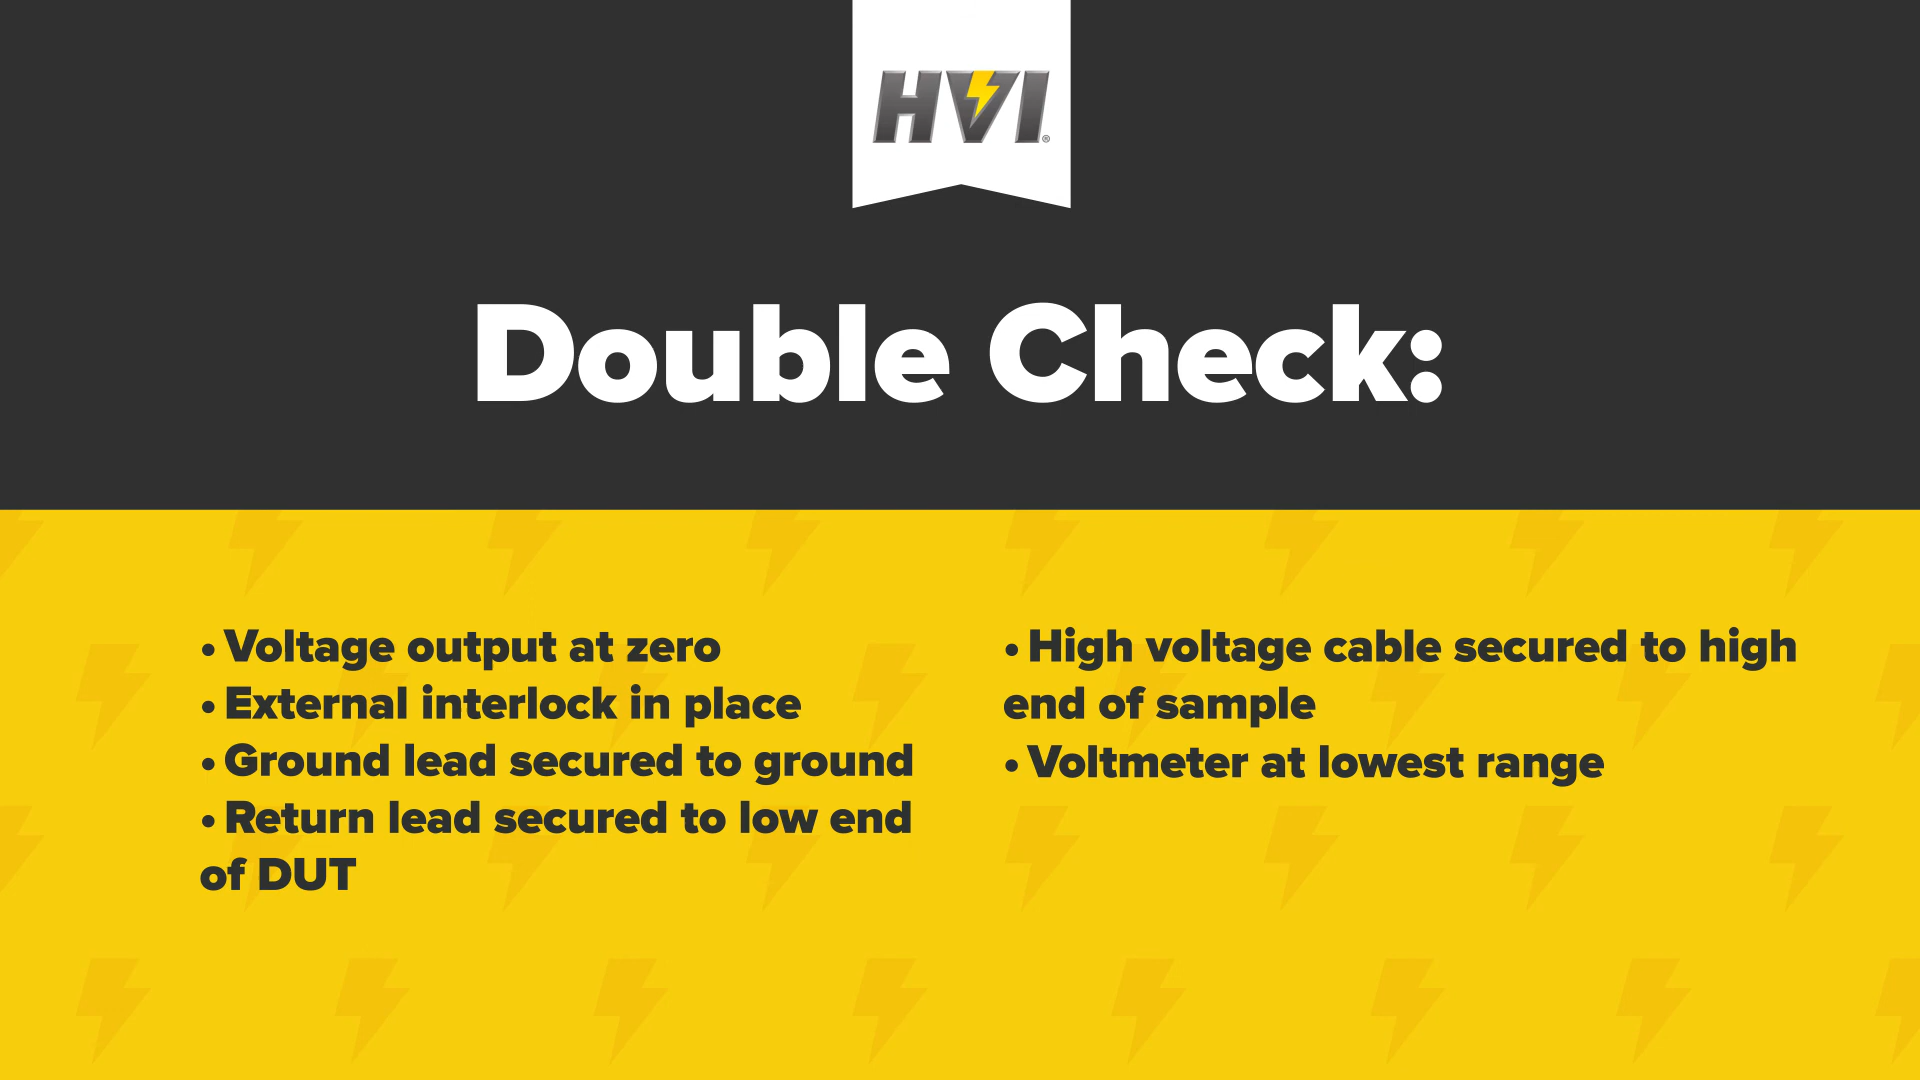 HVI®
Double Check:
• Voltage output at zero
• External interlock in place
• Ground lead secured to ground
• Return lead secured to low end
of DUT
• High voltage cable secured to high
end of sample
• Voltmeter at lowest range